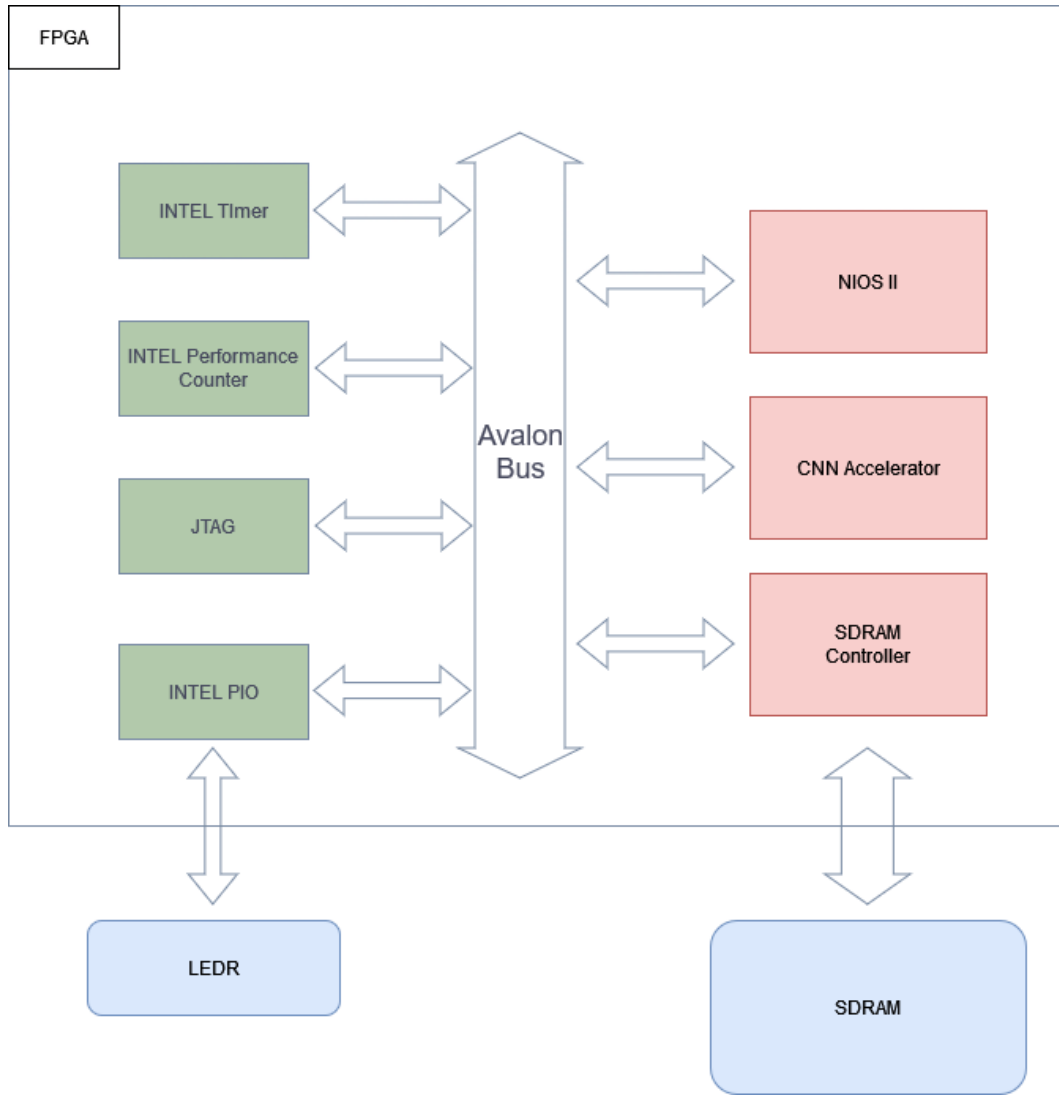 FPGA
INTEL TImer
INTEL Performance
Counter
JTAG
INTEL PIO
Avalon
Bus
NIOS II
CNN Accelerator
SDRAM
Controller
LEDR
SDRAM